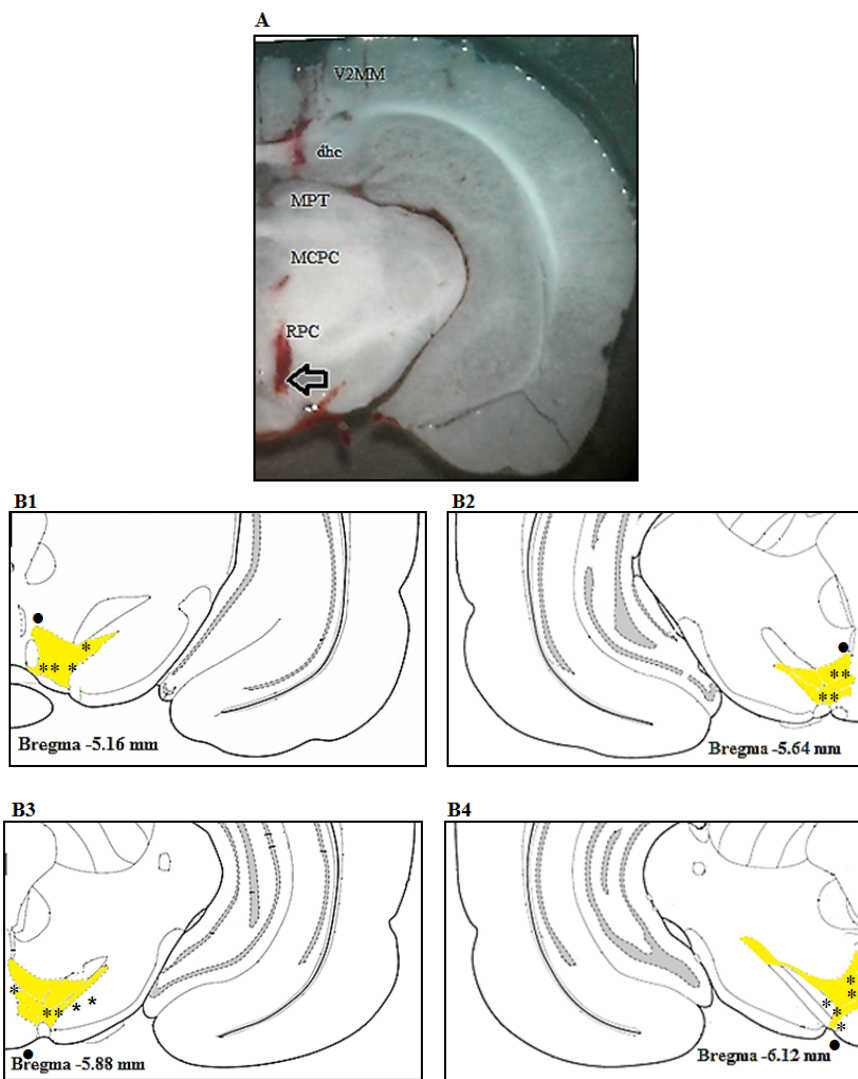 A
V2MM
dhc
MPT
MCPC
RPC
B1
B2
*
** *
**
**
Bregma -5.16 mm
Bregma -5.64 mm
B3
B4
*
** * *
*
*
* *
*
Bregma -5.88 mm
Bregma -6.12 mm